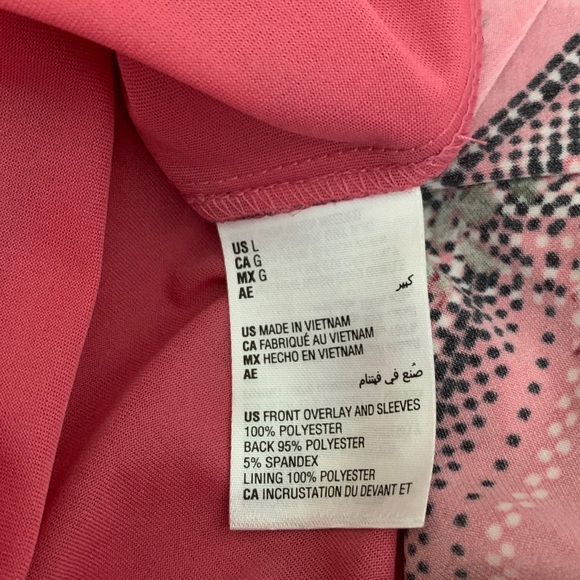 US L
CA G
MX G
AE كبير
US MADE IN VIETNAM
CA FABRIQUÉ AU VIETNAM
MX HECHO EN VIETNAM
AE صُنع في فيتنام
US FRONT OVERLAY AND SLEEVES
100% POLYESTER
BACK 95% POLYESTER
5% SPANDEX
LINING 100% POLYESTER
CA INCRUSTATION DU DEVANT ET